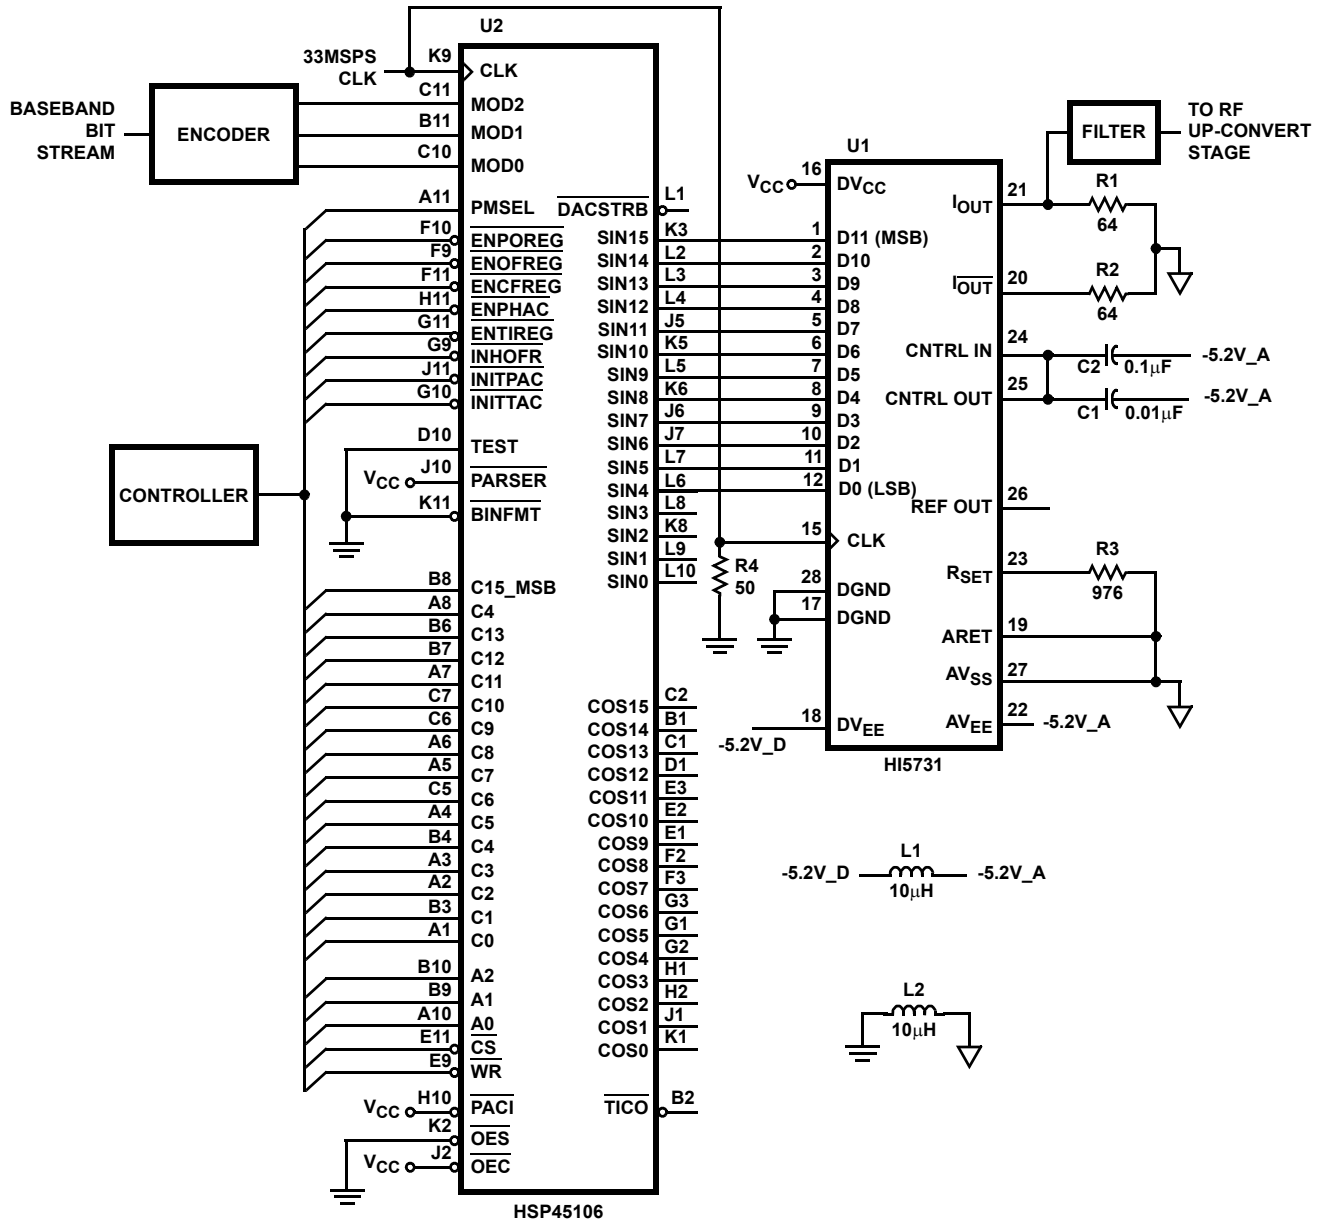 U2
33MSPS
CLK
K9
CLK
BASEBAND
BIT
STREAM
ENCODER
C11
MOD2
B11
MOD1
C10
MOD0
A11
PMSEL
F10
ENPOREG
F9
ENOFREG
F11
ENCFREG
H11
ENPHAC
G11
ENTIREG
G9
INHOFR
J11
INITPAC
G10
INITTAC
D10
TEST
VCC
J10
PARSER
K11
BINFMT
CONTROLLER
B8
C15_MSB
A8
C4
B6
C13
B7
C12
A7
C11
C7
C10
C6
C9
A6
C8
A5
C7
C5
C6
A4
C5
B4
C4
A3
C3
A2
C2
B3
C1
A1
C0
B10
A2
B9
A1
A10
A0
E11
CS
E9
WR
VCC
H10
PACI
K2
OES
VCC
J2
OEC
DACSTRB
L1
SIN15
K3
SIN14
L2
SIN13
L3
SIN12
L4
SIN11
J5
SIN10
K5
SIN9
L5
SIN8
K6
SIN7
J6
SIN6
J7
SIN5
L7
SIN4
L6
SIN3
L8
SIN2
K8
SIN1
L9
SIN0
L10
COS15
C2
COS14
B1
COS13
C1
COS12
D1
COS11
E3
COS10
E2
COS9
E1
COS8
F2
COS7
F3
COS6
G3
COS5
G1
COS4
G2
COS3
H1
COS2
H2
COS1
J1
COS0
K1
TICO
B2
HSP45106
R4
50
U1
VCC
16
DVCC
1
D11 (MSB)
2
D10
3
D9
4
D8
5
D7
6
D6
7
D5
8
D4
9
D3
10
D2
11
D1
12
D0 (LSB)
15
CLK
28
DGND
17
DGND
18
DVEE
-5.2V_D
IOUT
21
FILTER
TO RF
UP-CONVERT
STAGE
R1
64
IOUT
20
R2
64
CNTRL IN
24
C2
0.1µF
-5.2V_A
CNTRL OUT
25
C1
0.01µF
-5.2V_A
REF OUT
26
RSET
23
R3
976
ARET
19
AVSS
27
AVEE
22
-5.2V_A
HI5731
-5.2V_D
L1
10µH
-5.2V_A
L2
10µH